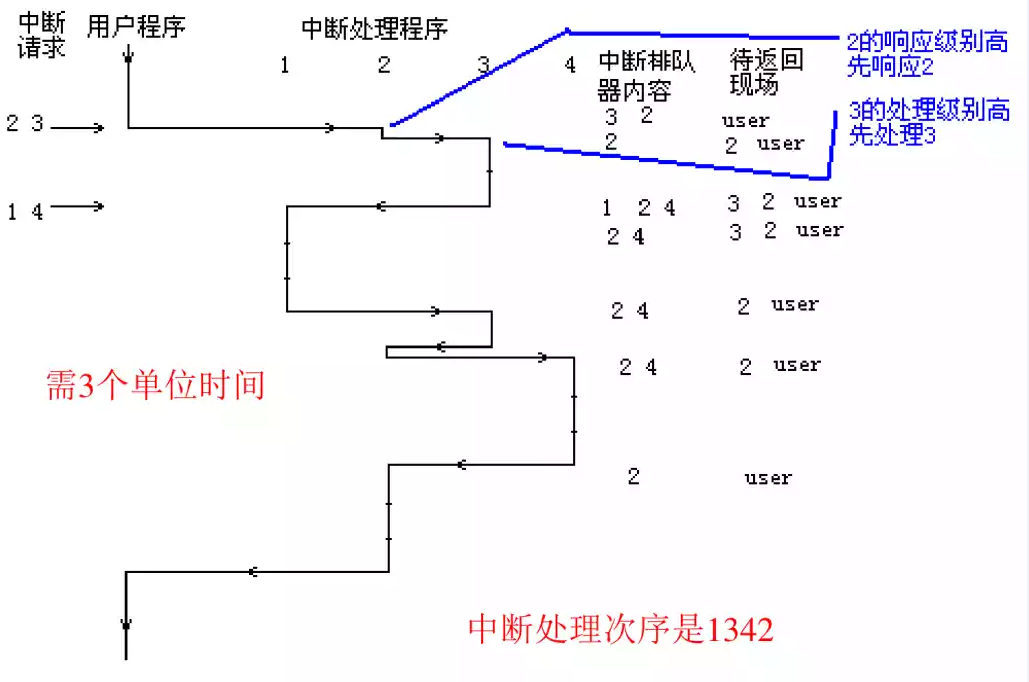 中断
请求
用户程序
中断处理程序
1 2 3 4
中断排队
器内容
待返回
现场
2的响应级别高
先响应2
3的处理级别高
先处理3
2 3
3 2 user
2 2 user
1 4
1 2 4 3 2 user
2 4 3 2 user
2 4 2 user
2 4 2 user
需3个单位时间
2 user
中断处理次序是1342